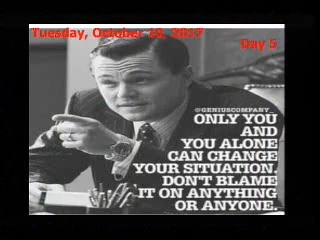 Tuesday, October 10, 2017
Day 5
@GENIUSCOMPANY_
ONLY YOU
AND
YOU ALONE
CAN CHANGE
YOUR SITUATION.
DON'T BLAME
IT ON ANYTHING
OR ANYONE.